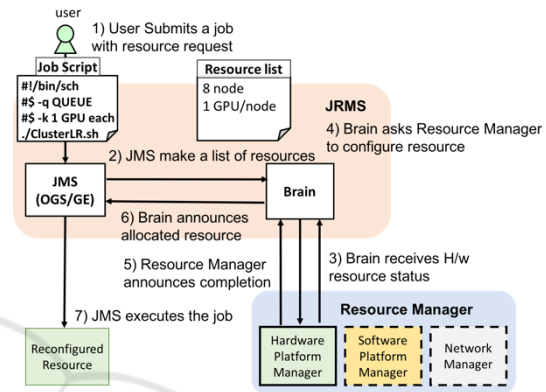 user
1) User Submits a job
with resource request
Job Script
#!/bin/sch
#$ -q QUEUE
#$ -k 1 GPU each
./ClusterLR.sh
Resource list
8 node
1 GPU/node
JRMS
4) Brain asks Resource Manager
to configure resource
2) JMS make a list of resources
JMS
(OGS/GE)
Brain
6) Brain announces
allocated resource
5) Resource Manager
announces completion
3) Brain receives H/w
resource status
7) JMS executes the job
Resource Manager
Reconfigured
Resource
Hardware
Platform
Manager
Software
Platform
Manager
Network
Manager